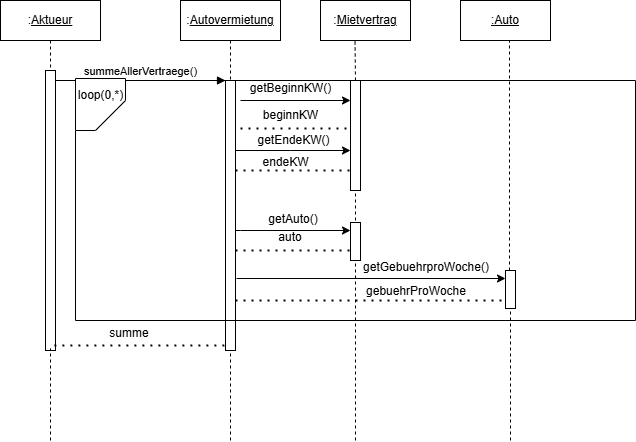 :Aktueur
:Autovermietung
:Mietvertrag
:Auto
summeAllerVertraege()
loop(0,*)
getBeginnKW()
beginnKW
getEndeKW()
endeKW
getAuto()
auto
getGebuehrproWoche()
gebuehrProWoche
summe